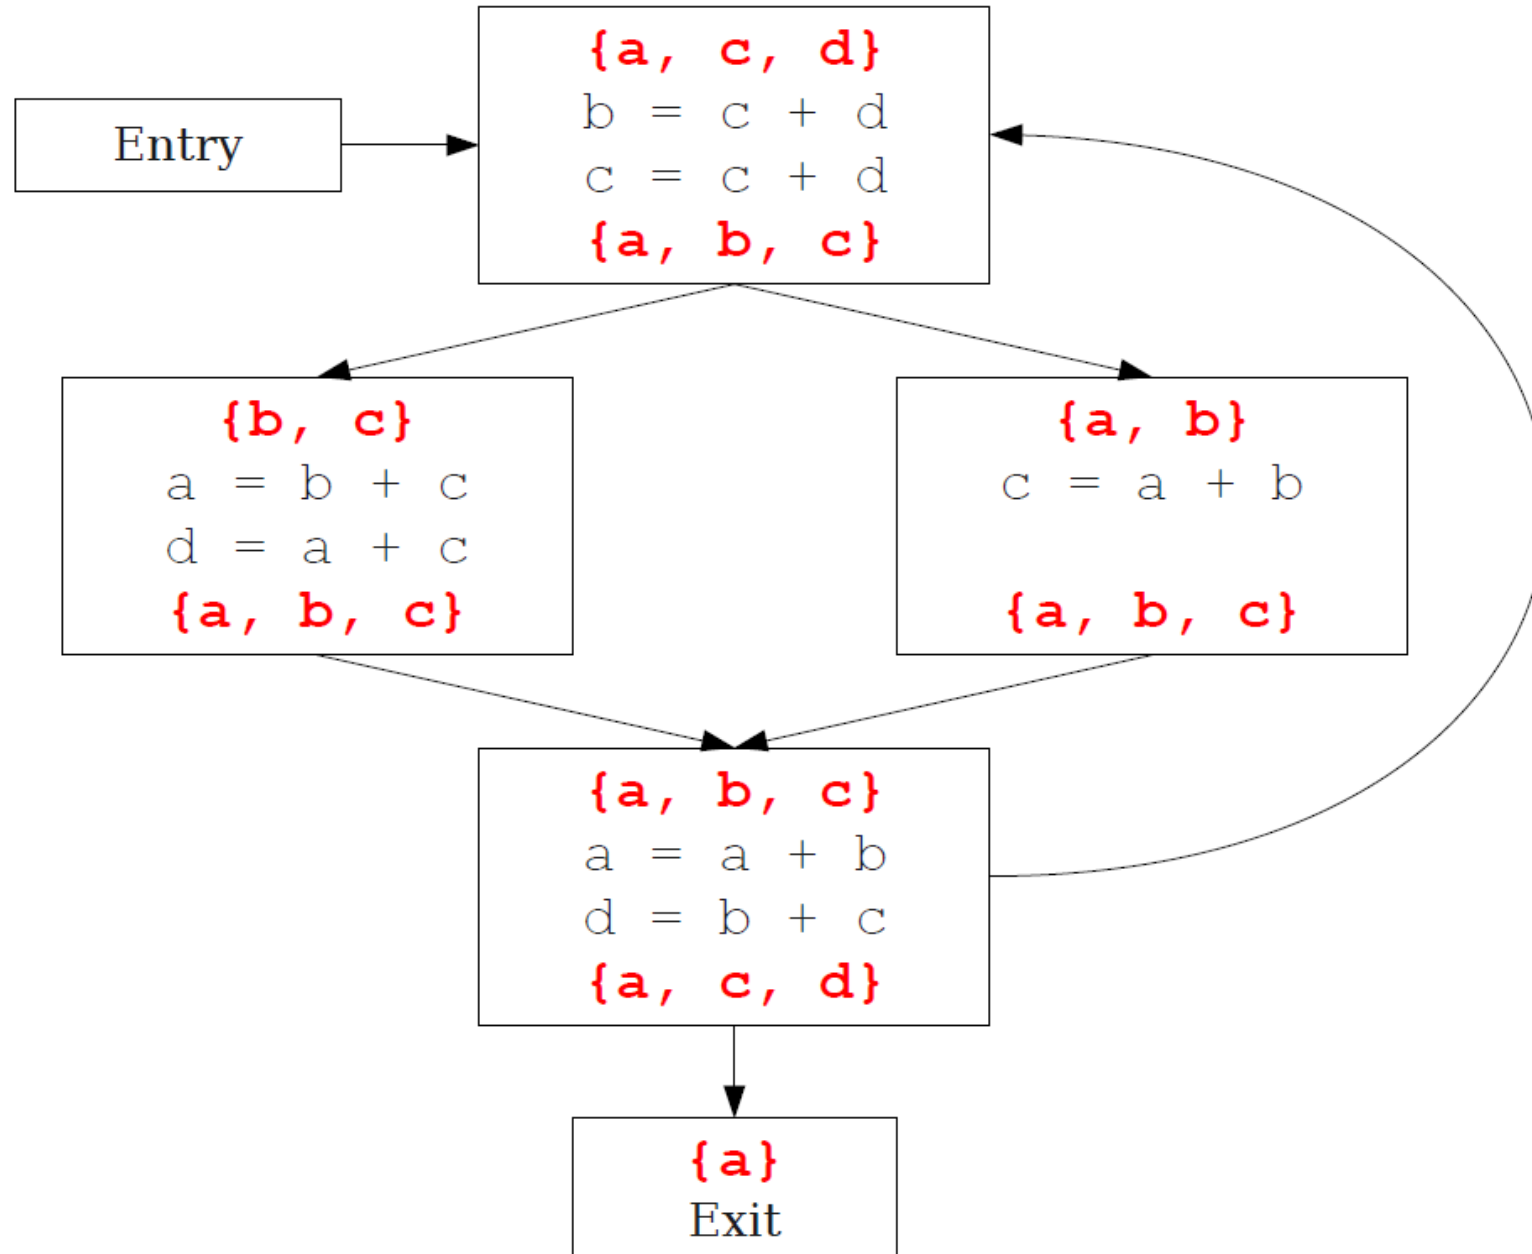 Entry
{a, c, d}
b = c + d
c = c + d
{a, b, c}
{b, c}
a = b + c
d = a + c
{a, b, c}
{a, b}
c = a + b
{a, b, c}
{a, b, c}
a = a + b
d = b + c
{a, c, d}
{a}
Exit